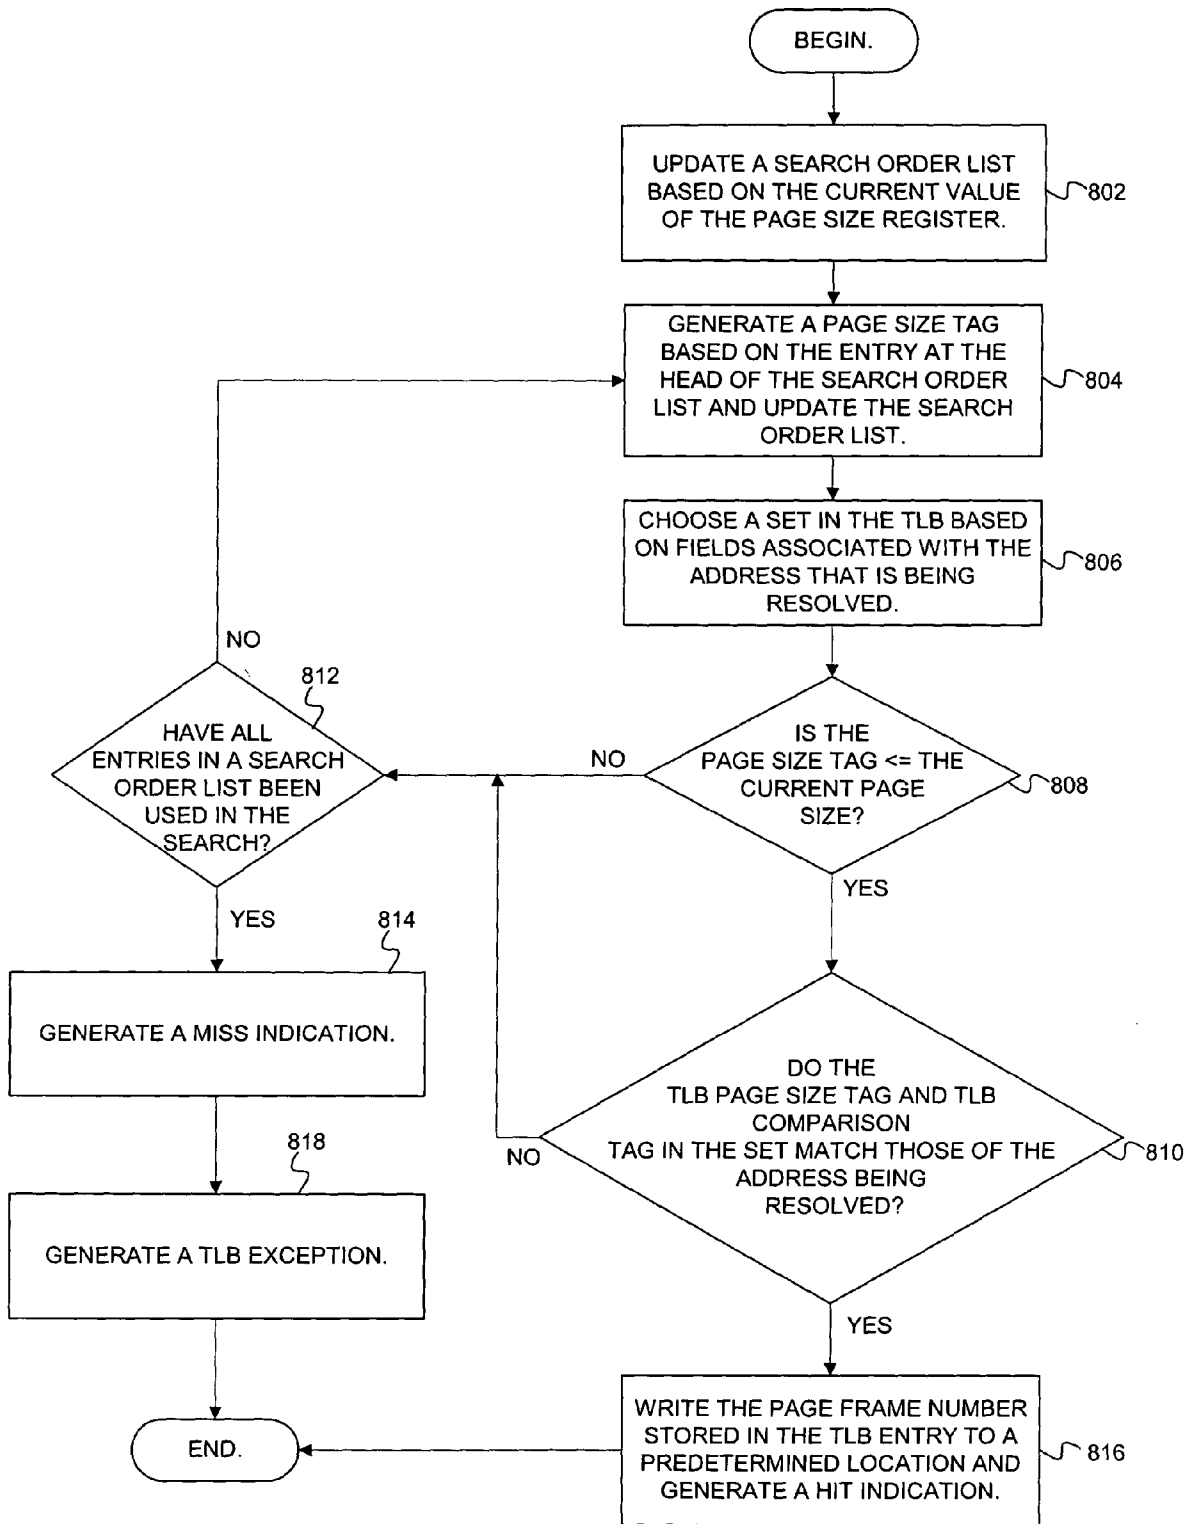 BEGIN.
UPDATE A SEARCH ORDER LIST
BASED ON THE CURRENT VALUE
OF THE PAGE SIZE REGISTER.
802
GENERATE A PAGE SIZE TAG
BASED ON THE ENTRY AT THE
HEAD OF THE SEARCH ORDER
LIST AND UPDATE THE SEARCH
ORDER LIST.
804
CHOOSE A SET IN THE TLB BASED
ON FIELDS ASSOCIATED WITH THE
ADDRESS THAT IS BEING
RESOLVED.
806
IS THE
PAGE SIZE TAG <= THE
CURRENT PAGE
SIZE?
808
NO
YES
NO
812
HAVE ALL
ENTRIES IN A SEARCH
ORDER LIST BEEN
USED IN THE
SEARCH?
YES
814
GENERATE A MISS INDICATION.
818
GENERATE A TLB EXCEPTION.
DO THE
TLB PAGE SIZE TAG AND TLB
COMPARISON
TAG IN THE SET MATCH THOSE OF THE
ADDRESS BEING
RESOLVED?
810
NO
YES
WRITE THE PAGE FRAME NUMBER
STORED IN THE TLB ENTRY TO A
PREDETERMINED LOCATION AND
GENERATE A HIT INDICATION.
816
END.